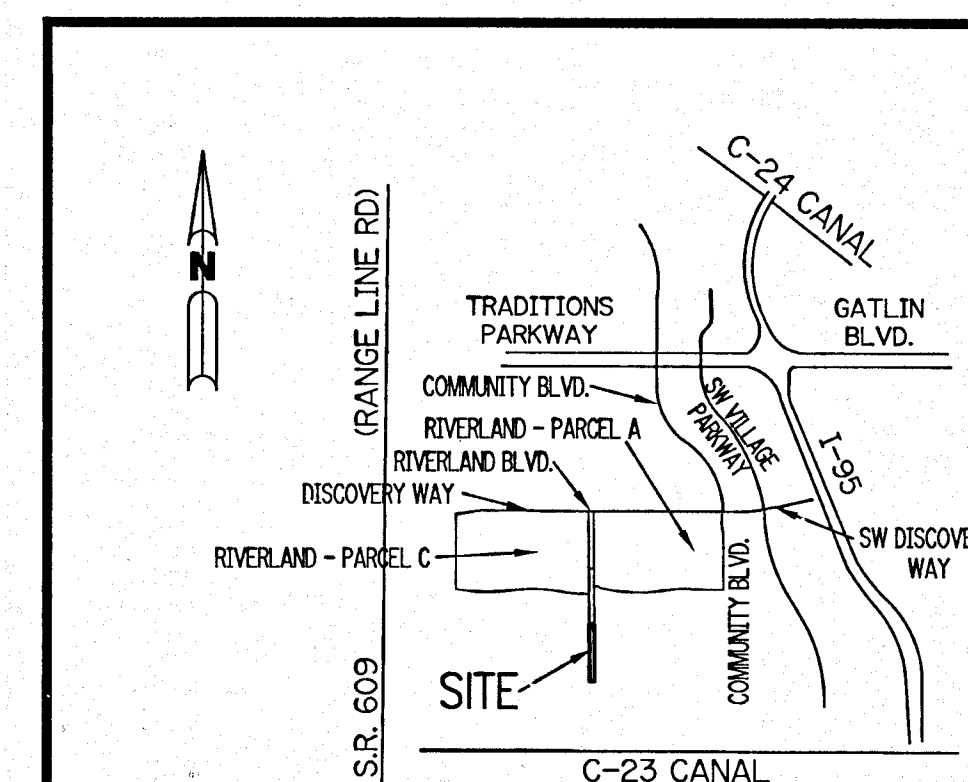 C-24 CANAL
N
(RANGE LINE RD)
TRADITIONS
PARKWAY
GATLIN
BLVD.
COMMUNITY BLVD.
SW VILLAGE
PARKWAY
RIVERLAND - PARCEL A
RIVERLAND BLVD.
I-95
DISCOVERY WAY
SW DISCOVE
WAY
RIVERLAND - PARCEL C
COMMUNITY BLVD.
SITE
S.R. 609
C-23 CANAL